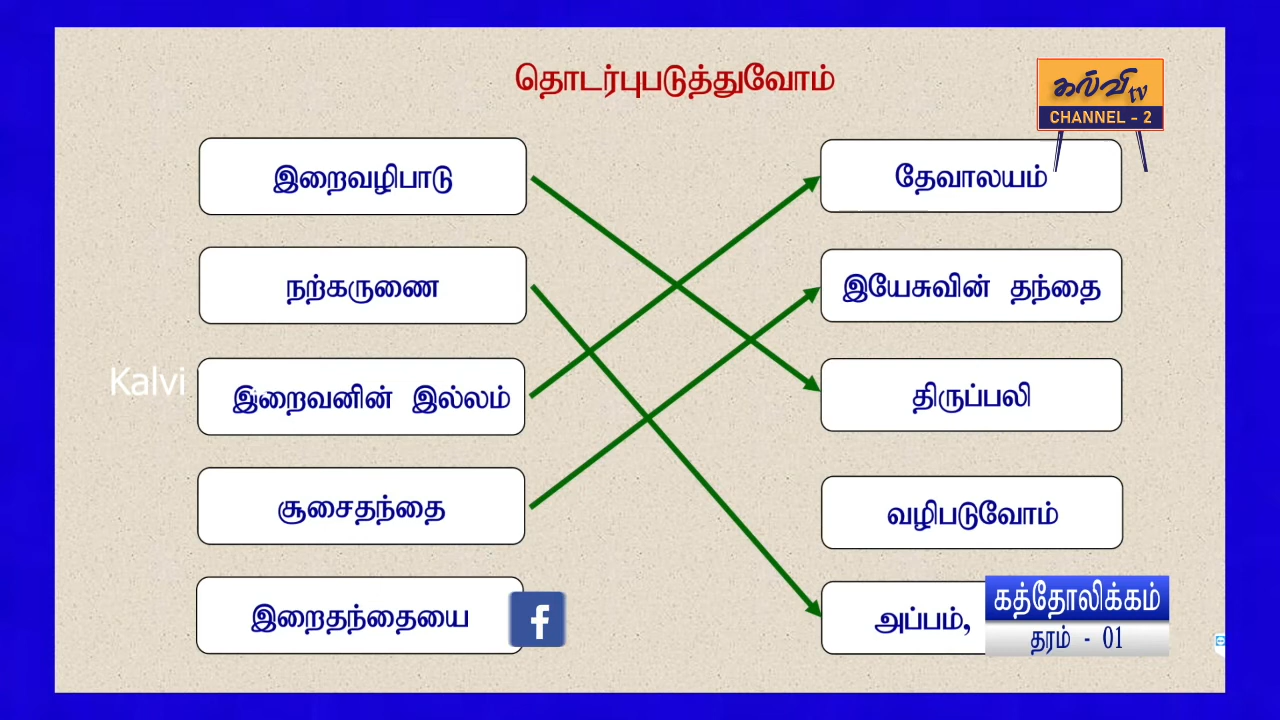 தொடர்புபடுத்துவோம்
கல்வி tv
CHANNEL - 2
இறைவழிபாடு
தேவாலயம்
நற்கருணை
இயேசுவின் தந்தை
Kalvi
இறைவனின் இல்லம்
திருப்பலி
சூசைதந்தை
வழிபடுவோம்
இறைதந்தையை
f
அப்பம்,
கத்தோலிக்கம்
தரம் - 01